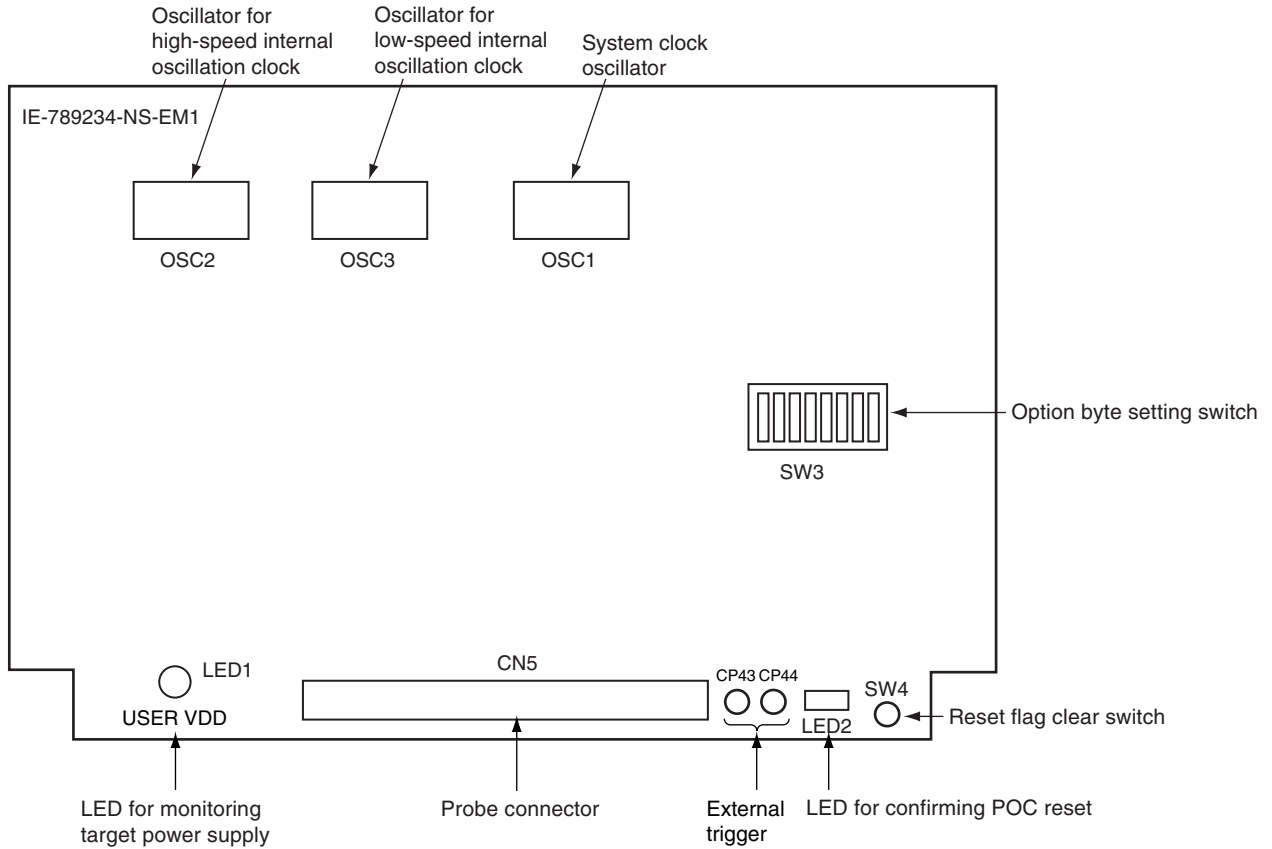 Oscillator for
high-speed internal
oscillation clock
Oscillator for
low-speed internal
oscillation clock
System clock
oscillator
IE-789234-NS-EM1
OSC2
OSC3
OSC1
Option byte setting switch
SW3
LED1
USER VDD
CN5
CP43 CP44
LED2
SW4
Reset flag clear switch
LED for monitoring
target power supply
Probe connector
External
trigger
LED for confirming POC reset